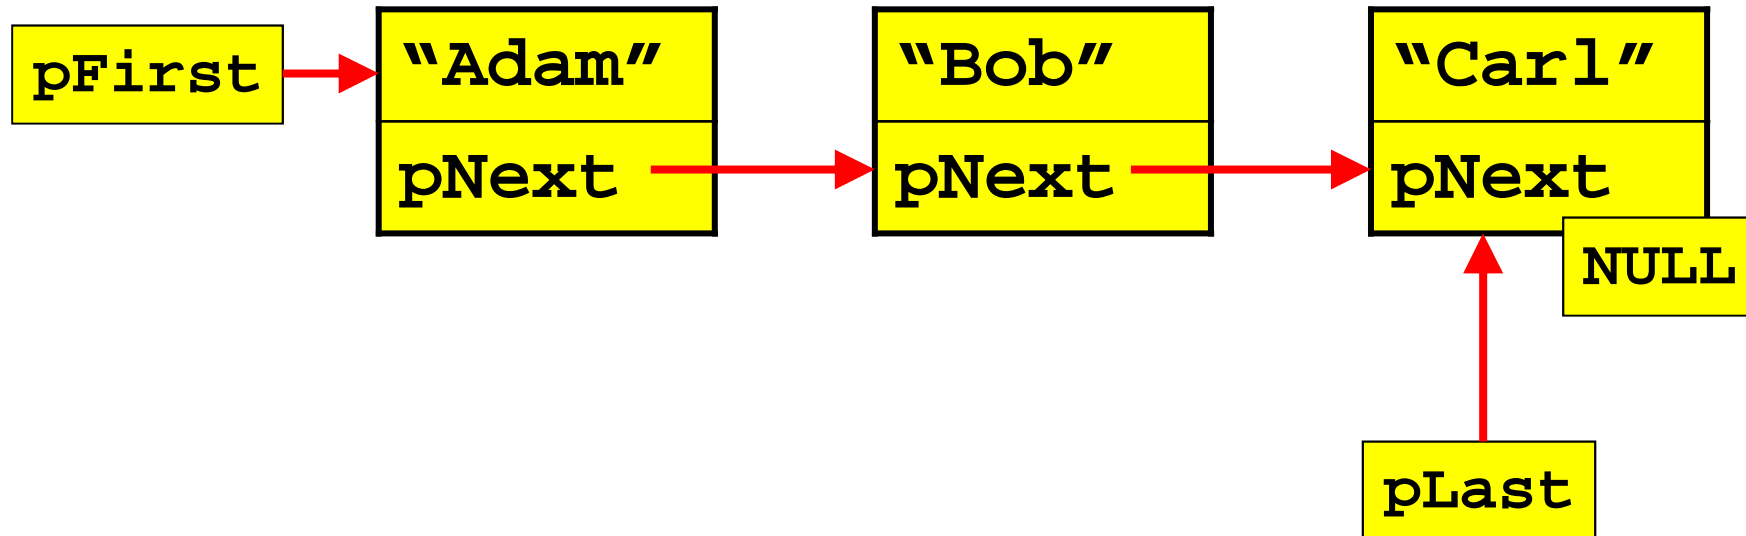 pFirst
“Adam”
pNext
“Bob”
pNext
“Carl”
pNext
NULL
pLast